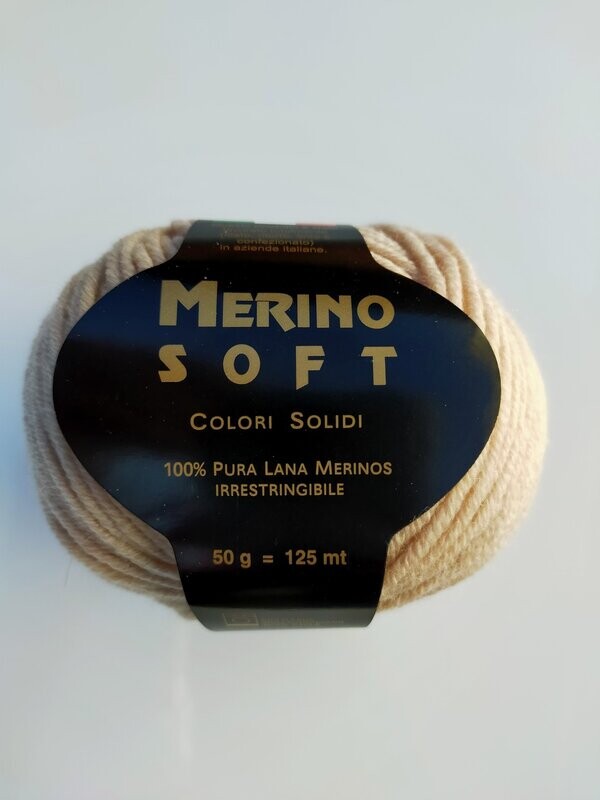 confezionato)
in aziende italiane.
MERINO
SOFT
COLORI SOLIDI
100% PURA LANA MERINOS
IRRESTRINGIBILE
50 g = 125 mt